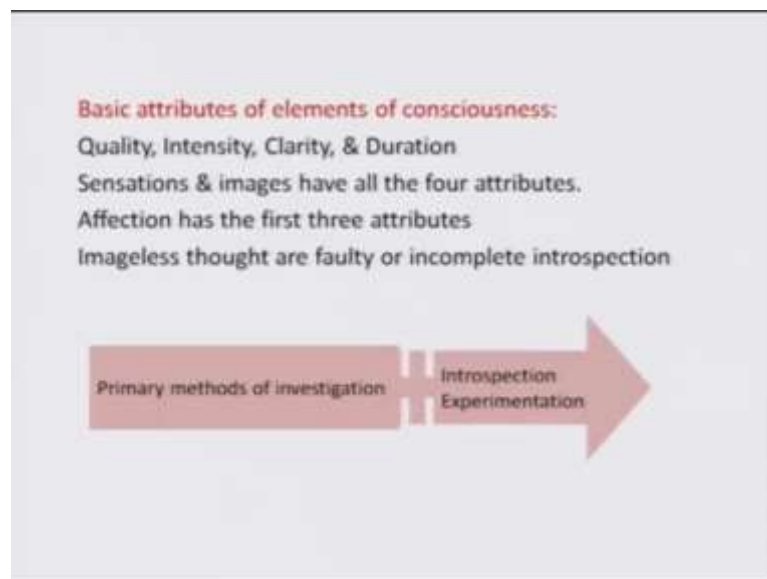 Basic attributes of elements of consciousness:
Quality, Intensity, Clarity, & Duration
Sensations & images have all the four attributes.
Affection has the first three attributes
Imageless thought are faulty or incomplete introspection
Primary methods of investigation
Introspection
Experimentation